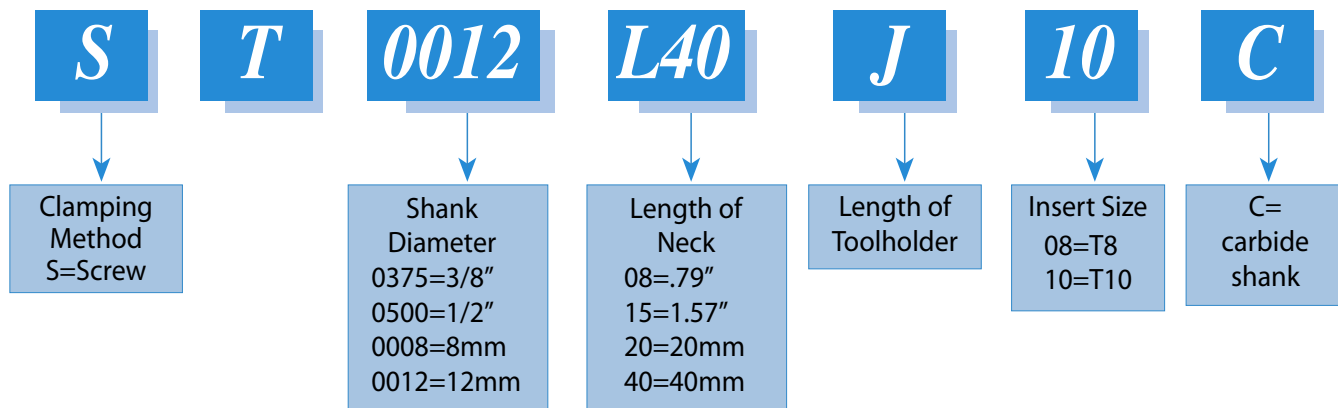 S T 0012 L40 J 10 C
Clamping
Method
S=Screw
Shank
Diameter
0375=3/8”
0500=1/2”
0008=8mm
0012=12mm
Length of
Neck
08=.79”
15=1.57”
20=20mm
40=40mm
Length of
Toolholder
Insert Size
08=T8
10=T10
C=
carbide
shank